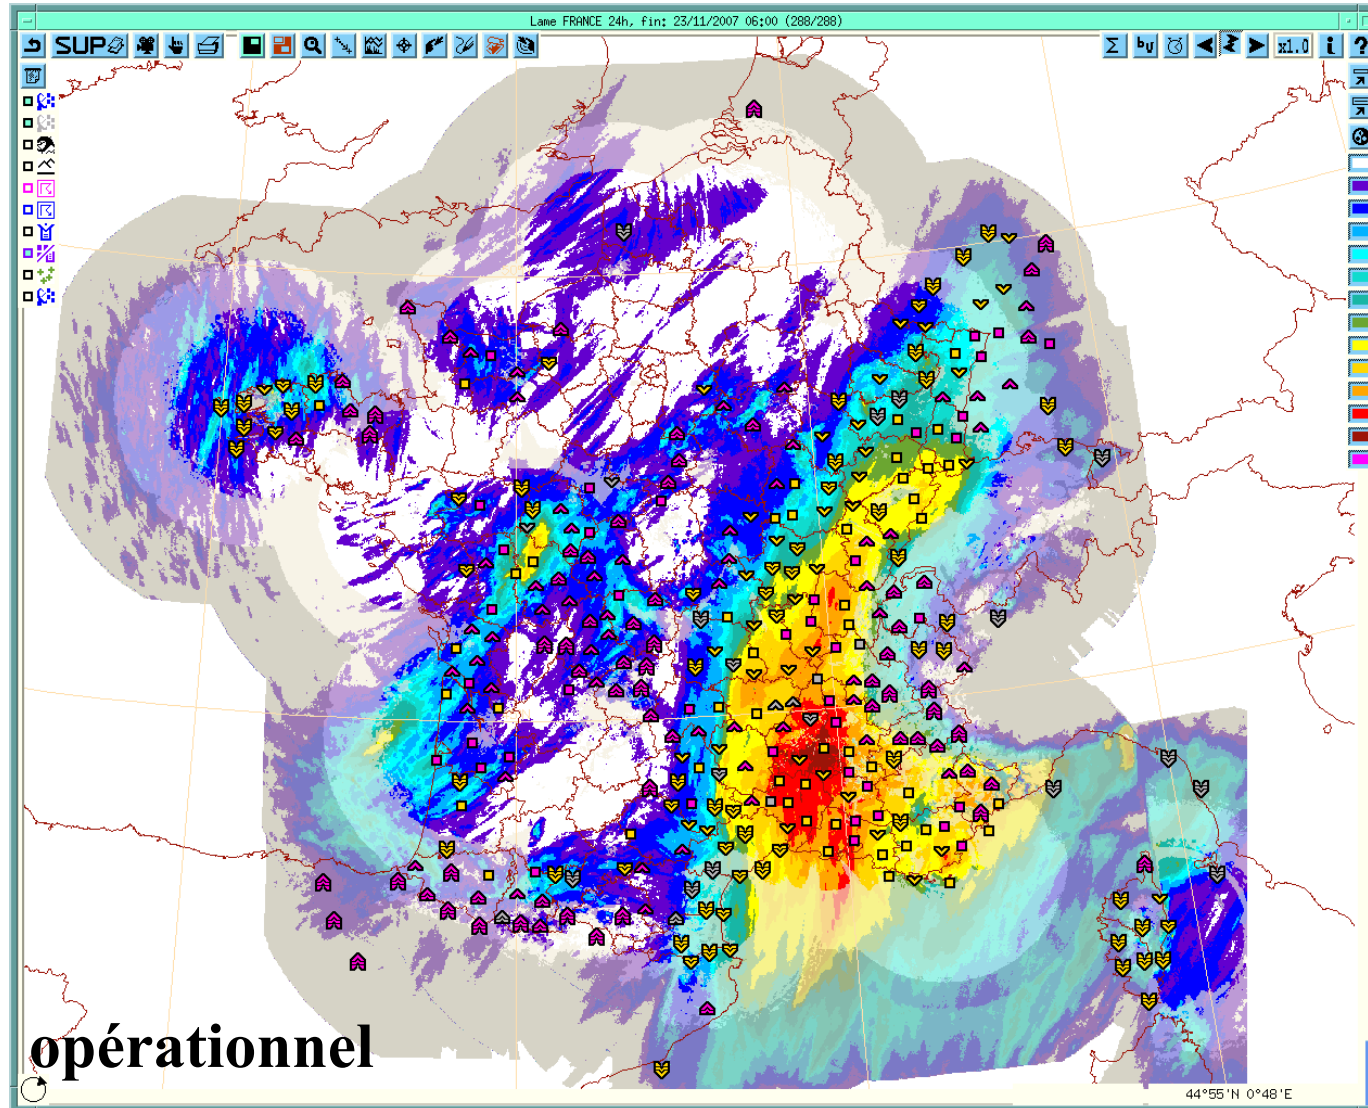 Lame FRANCE 24h, fin: 23/11/2007 06:00 (288/288)
SUP
Σ bV x1.0 i ?
opérationnel
44°55'N 0°48'E